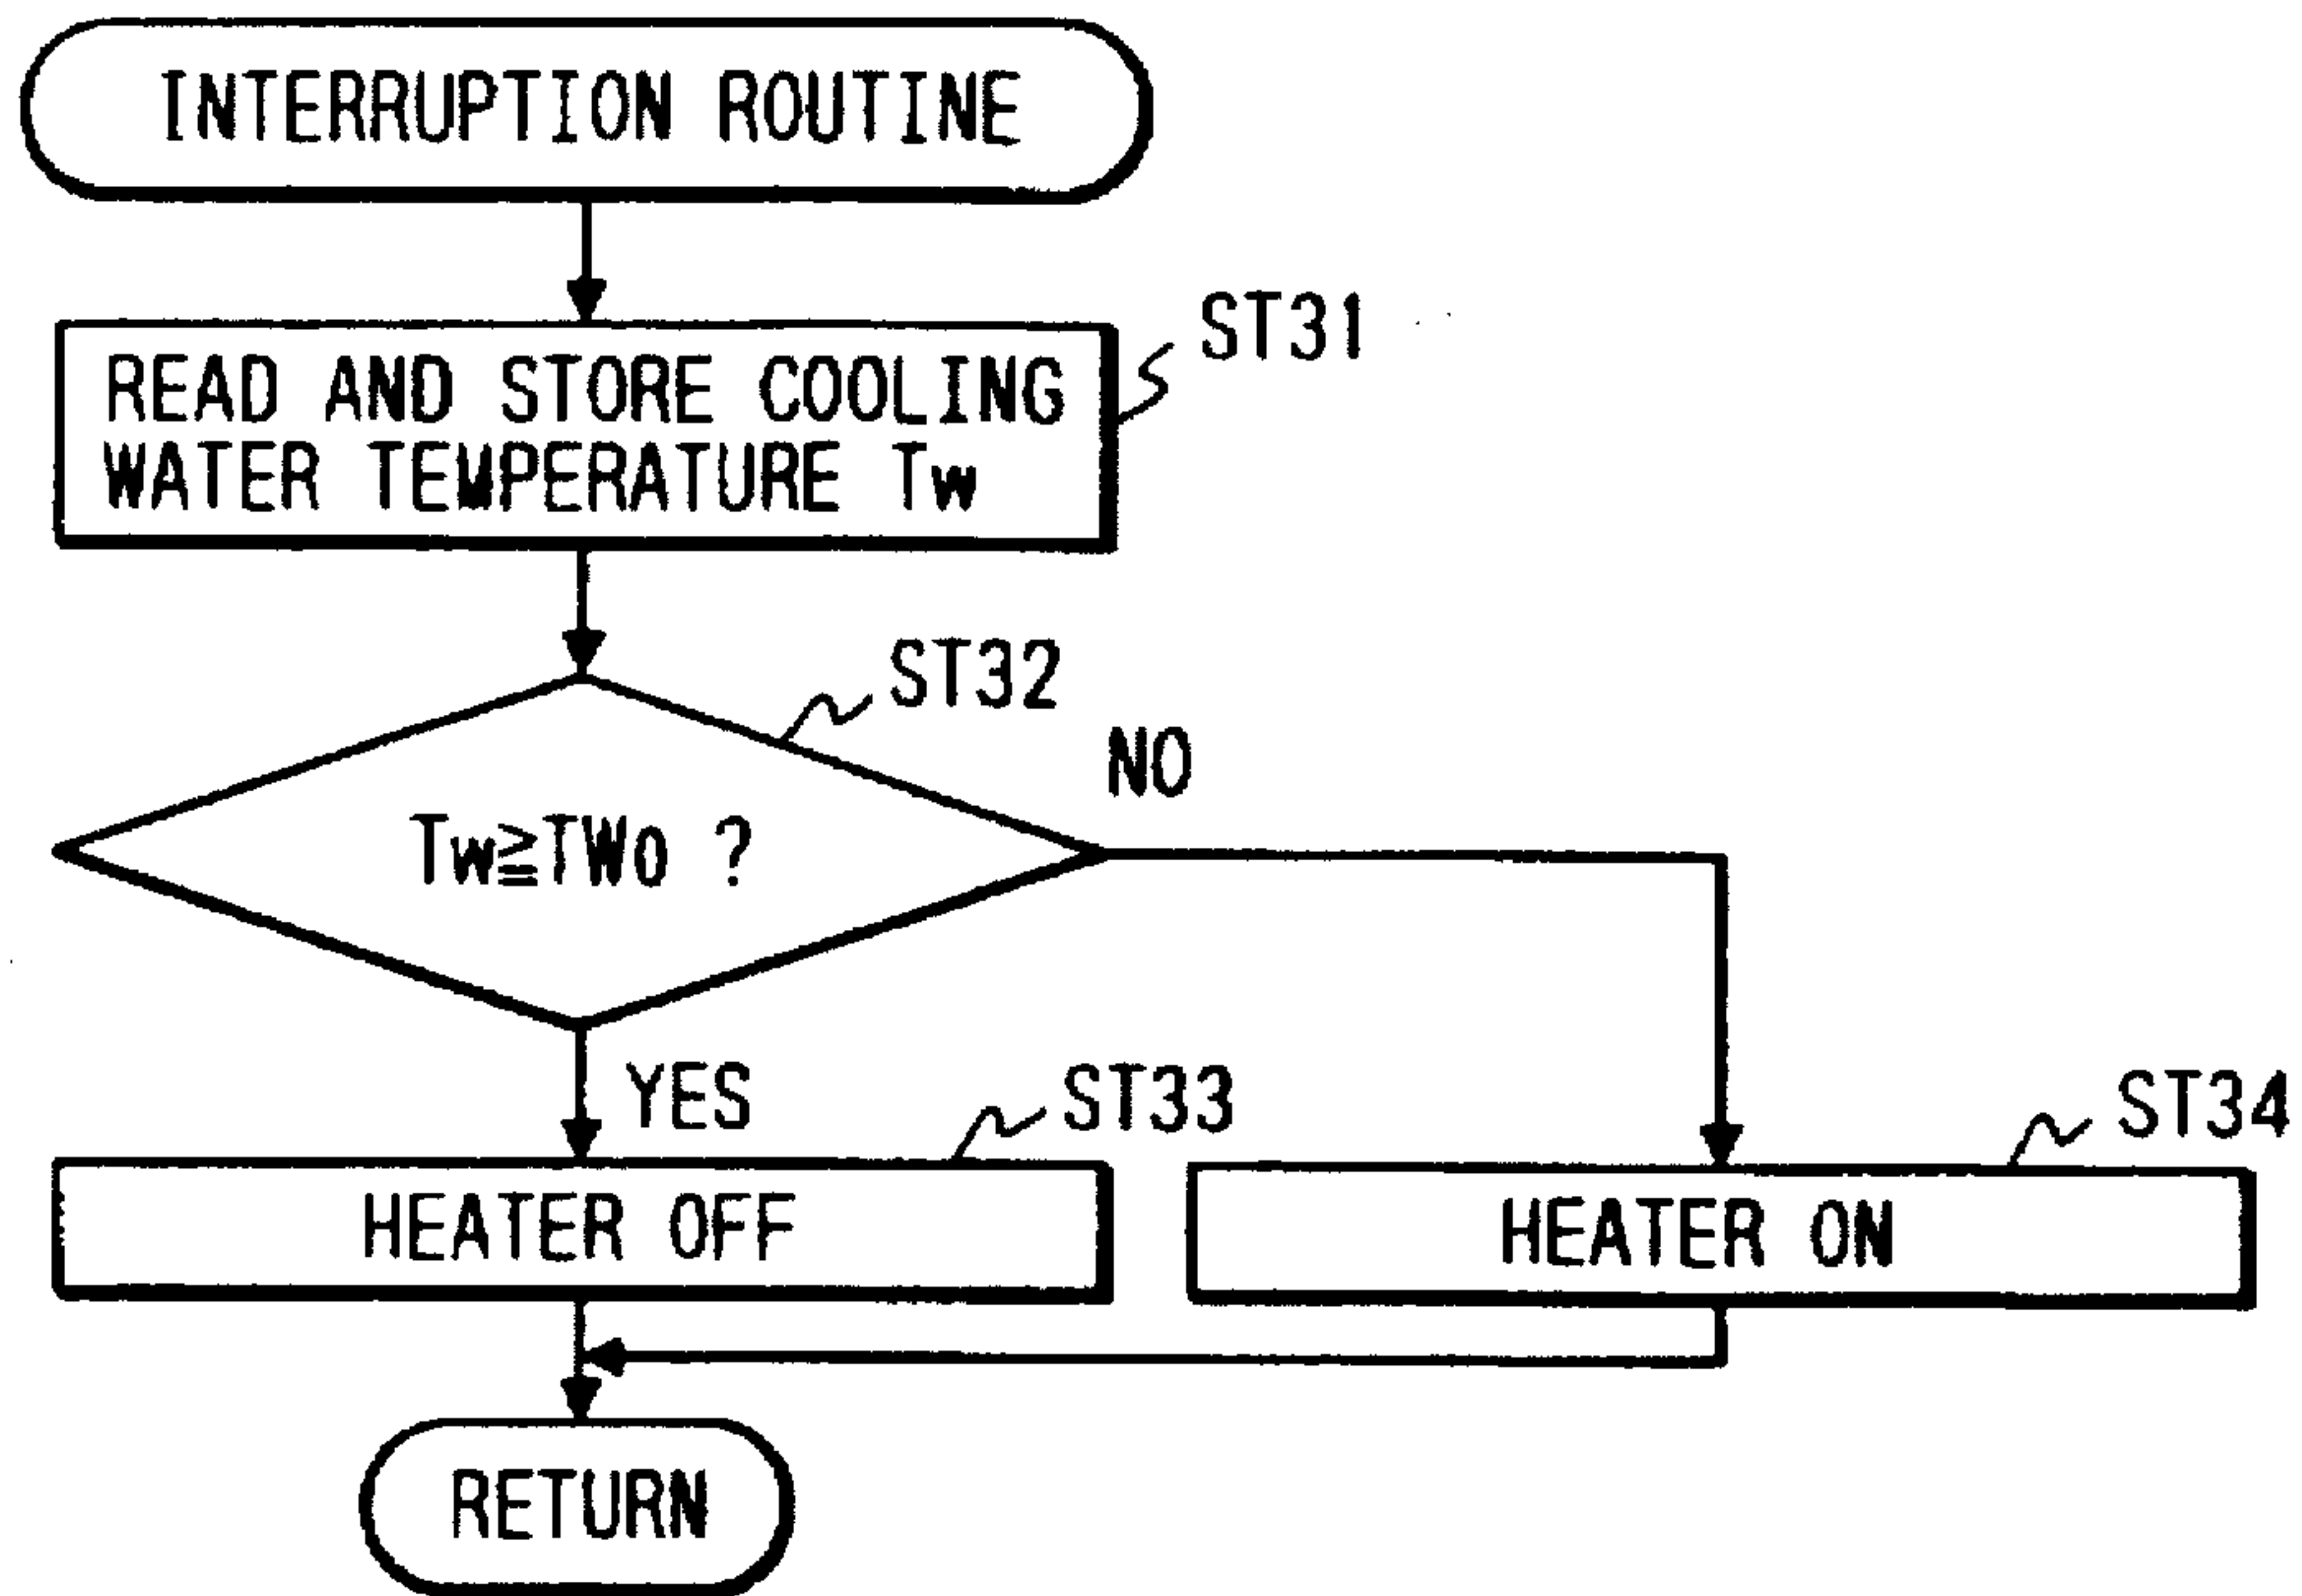 INTERRUPTION ROUTINE
ST31
READ AND STORE COOLING
WATER TEMPERATURE Tw
ST32
NO
Tw≧TWo ?
YES
ST33
ST34
HEATER OFF
HEATER ON
RETURN